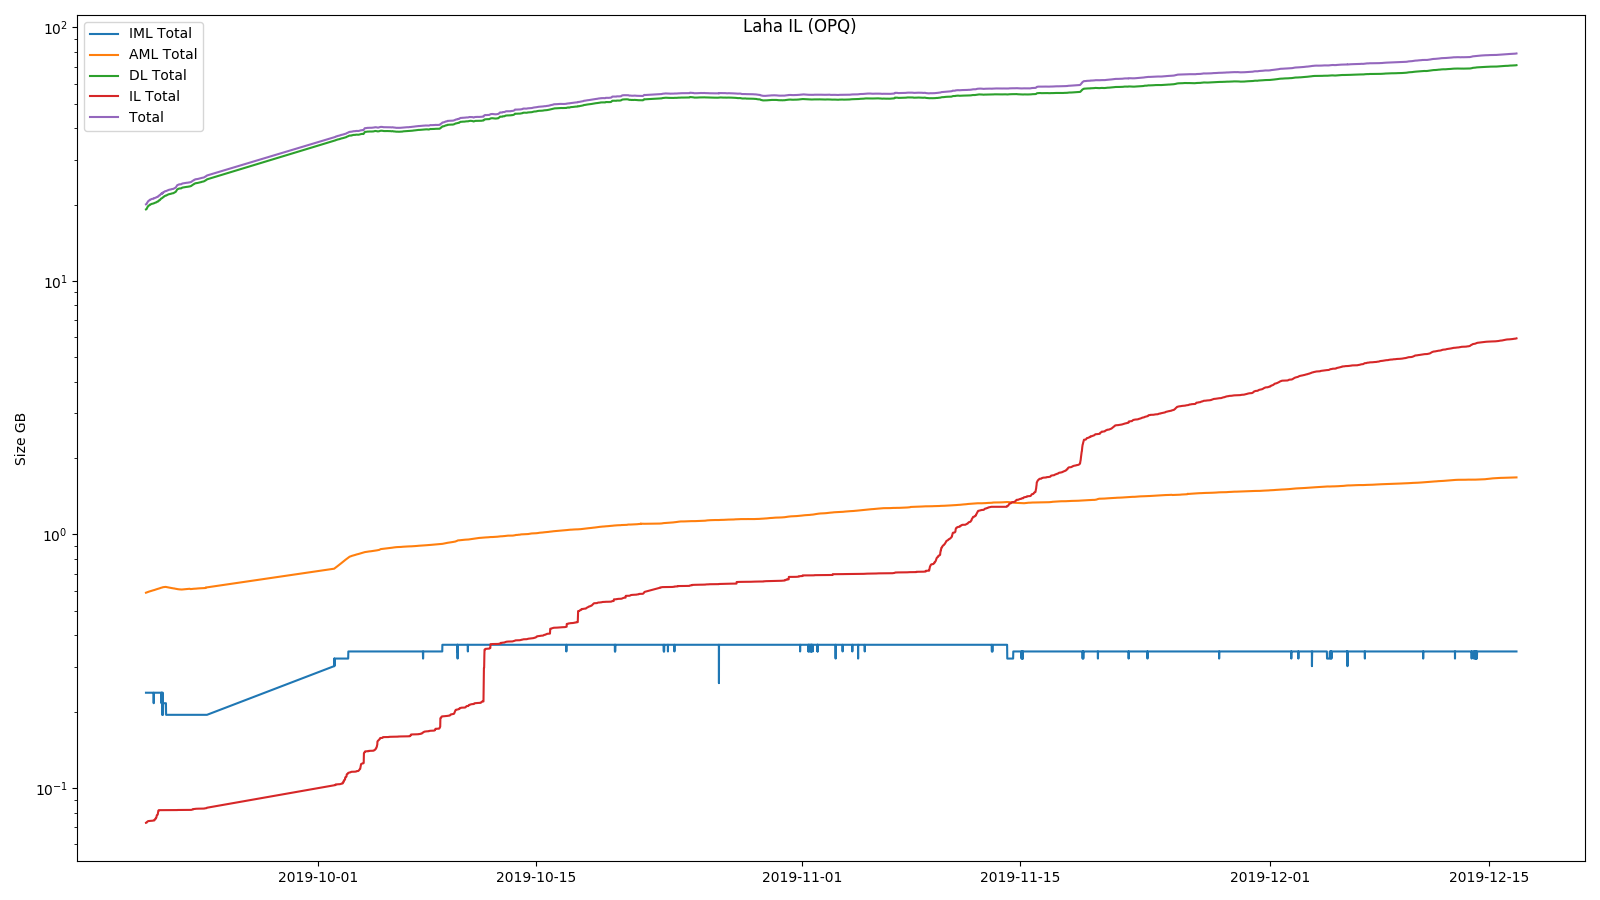 Laha IL (OPQ)
IML Total
AML Total
DL Total
IL Total
Total
Size GB
10²
10¹
10⁰
10⁻¹
2019-10-01 2019-10-15 2019-11-01 2019-11-15 2019-12-01 2019-12-15